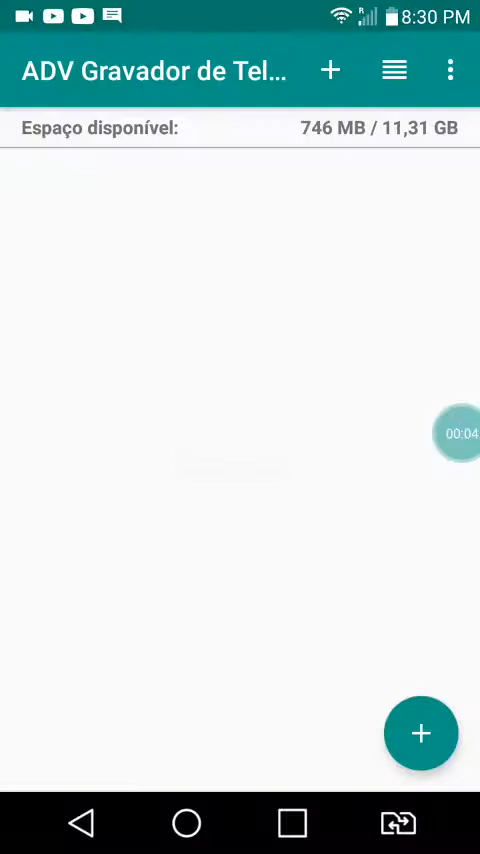 8:30 PM
ADV Gravador de Tel...
Espaço disponível: 746 MB / 11,31 GB
00:04